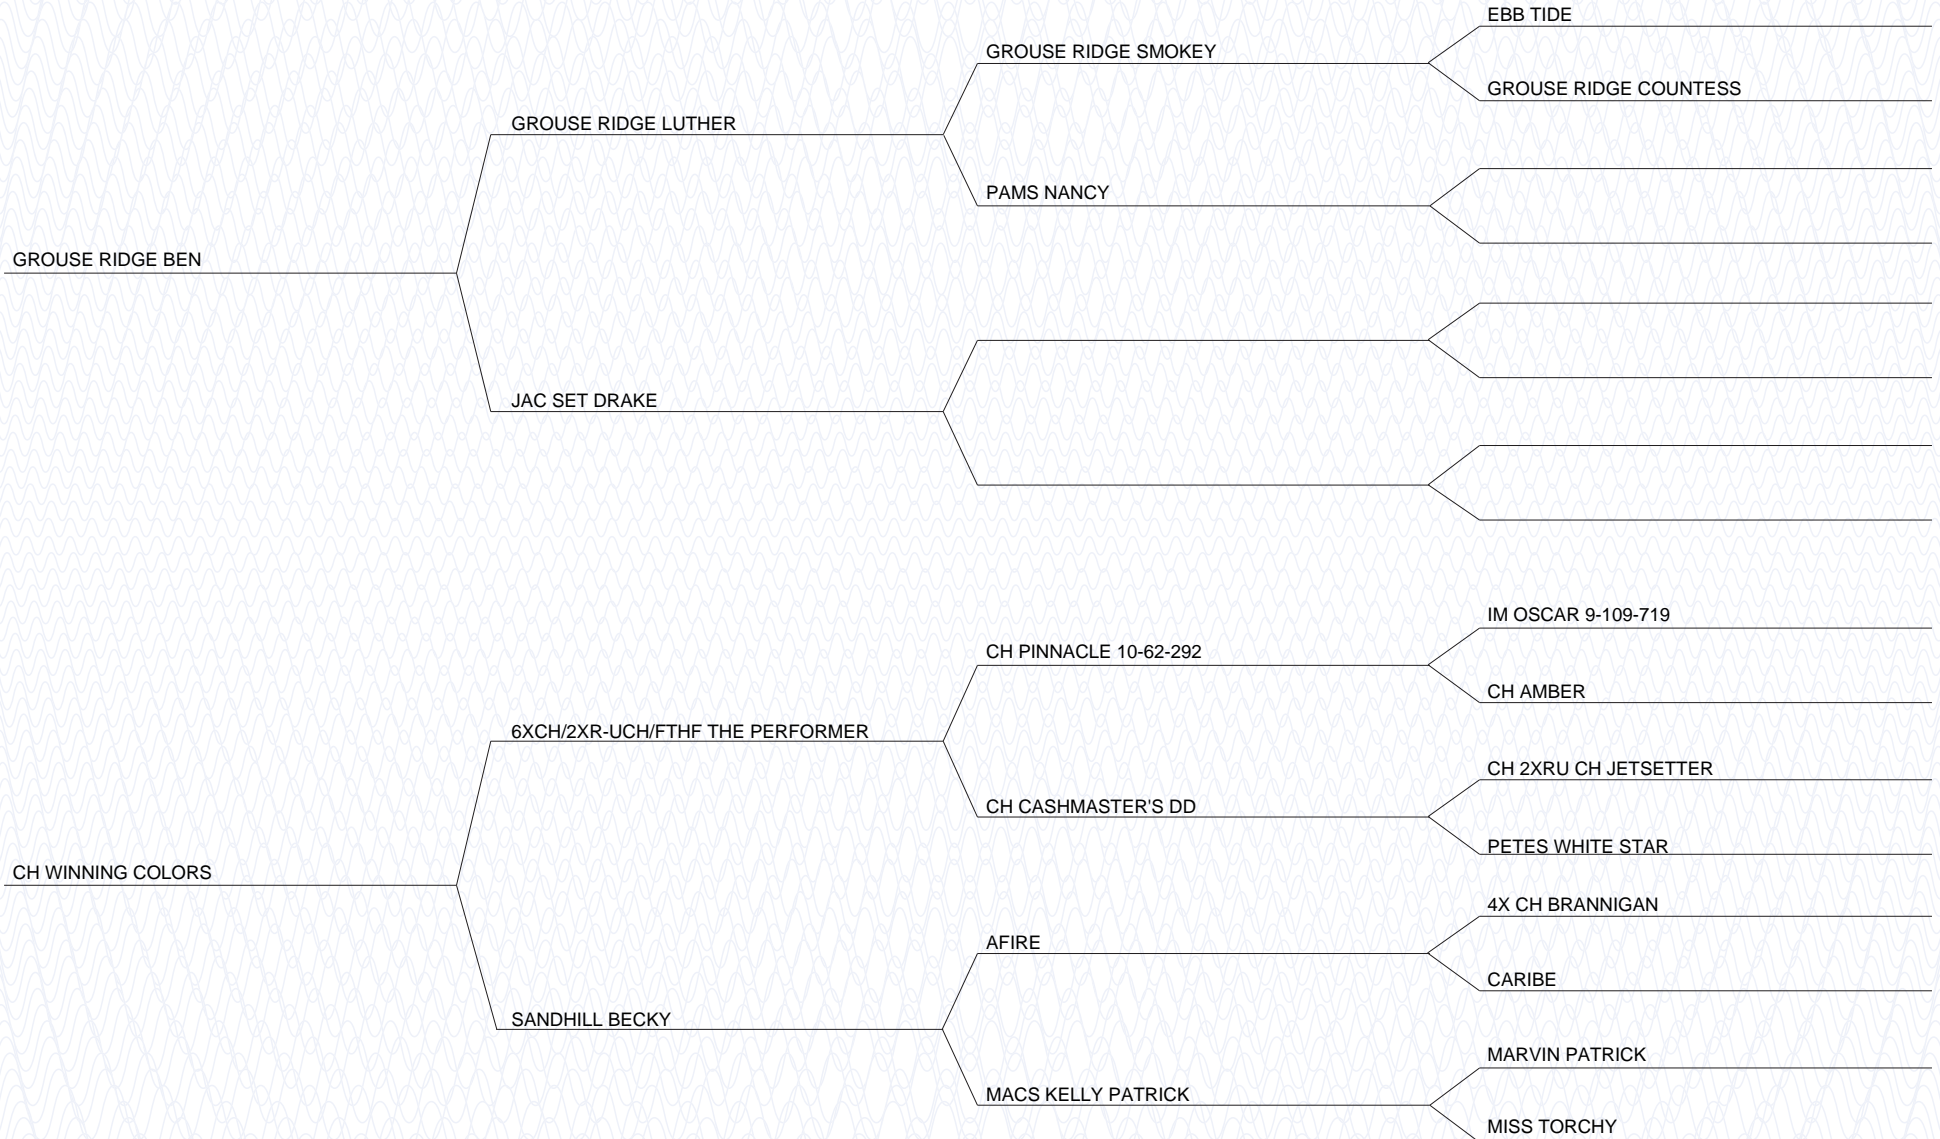 EBB TIDE
GROUSE RIDGE SMOKEY
GROUSE RIDGE COUNTESS
GROUSE RIDGE LUTHER
PAMS NANCY
GROUSE RIDGE BEN
JAC SET DRAKE
IM OSCAR 9-109-719
CH PINNACLE 10-62-292
CH AMBER
6XCH/2XR-UCH/FTHF THE PERFORMER
CH 2XRU CH JETSETTER
CH CASHMASTER'S DD
PETES WHITE STAR
CH WINNING COLORS
4X CH BRANNIGAN
AFIRE
CARIBE
SANDHILL BECKY
MARVIN PATRICK
MACS KELLY PATRICK
MISS TORCHY